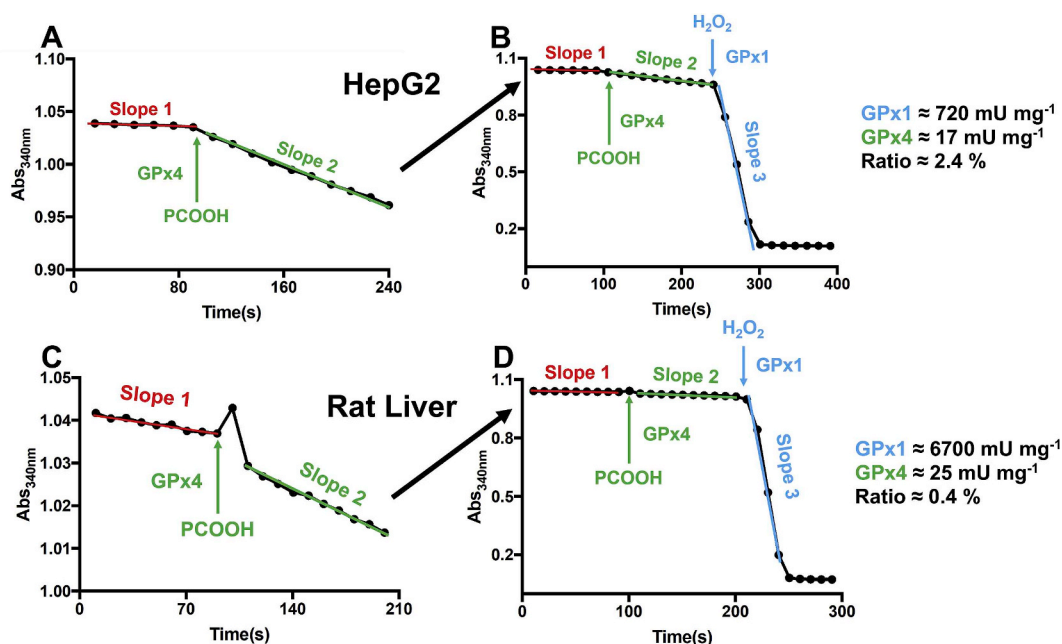 A
HepG2
Abs340nm
1.10
1.05
1.00
0.95
0.90
Slope 1
Slope 2
GPx4
PCOOH
0
80
160
240
Time(s)
B
H2O2
GPx1
Abs340nm
1.1
0.8
0.5
0.2
Slope 1
Slope 2
Slope 3
GPx4
PCOOH
0
100
200
300
400
Time(s)
GPx1 ≈ 720 mU mg-1
GPx4 ≈ 17 mU mg-1
Ratio ≈ 2.4 %
C
Rat Liver
Abs340nm
1.05
1.04
1.03
1.02
1.01
1.00
Slope 1
Slope 2
GPx4
PCOOH
0
70
140
210
Time(s)
D
H2O2
GPx1
Abs340nm
1.1
0.8
0.5
0.2
Slope 1
Slope 2
Slope 3
GPx4
PCOOH
0
100
200
300
Time(s)
GPx1 ≈ 6700 mU mg-1
GPx4 ≈ 25 mU mg-1
Ratio ≈ 0.4 %